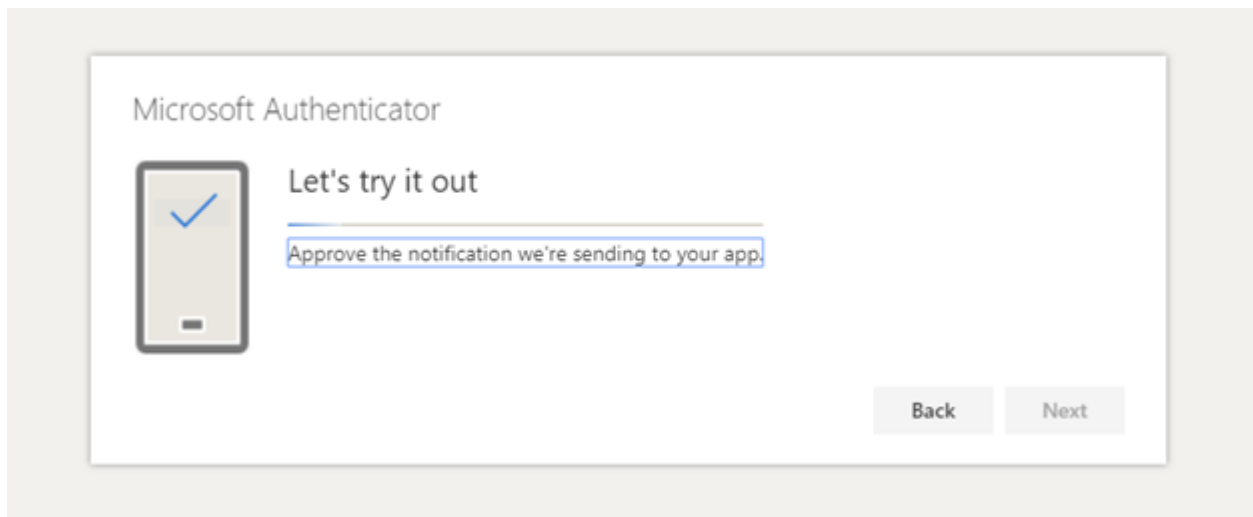 Microsoft Authenticator
Let's try it out
Approve the notification we're sending to your app.
Back Next